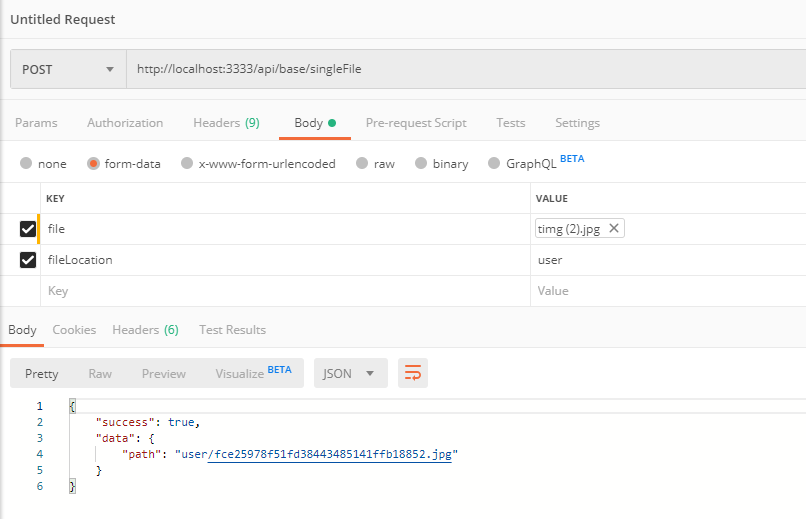 Untitled Request
POST http://localhost:3333/api/base/singleFile
Params Authorization Headers (9) Body Pre-request Script Tests Settings
none form-data x-www-form-urlencoded raw binary GraphQL BETA
KEY VALUE
file timg (2).jpg
fileLocation user
Key Value
Body Cookies Headers (6) Test Results
Pretty Raw Preview Visualize BETA JSON
1 {
2 "success": true,
3 "data": {
4 "path": "user/fce25978f51fd38443485141ffb18852.jpg"
5 }
6 }